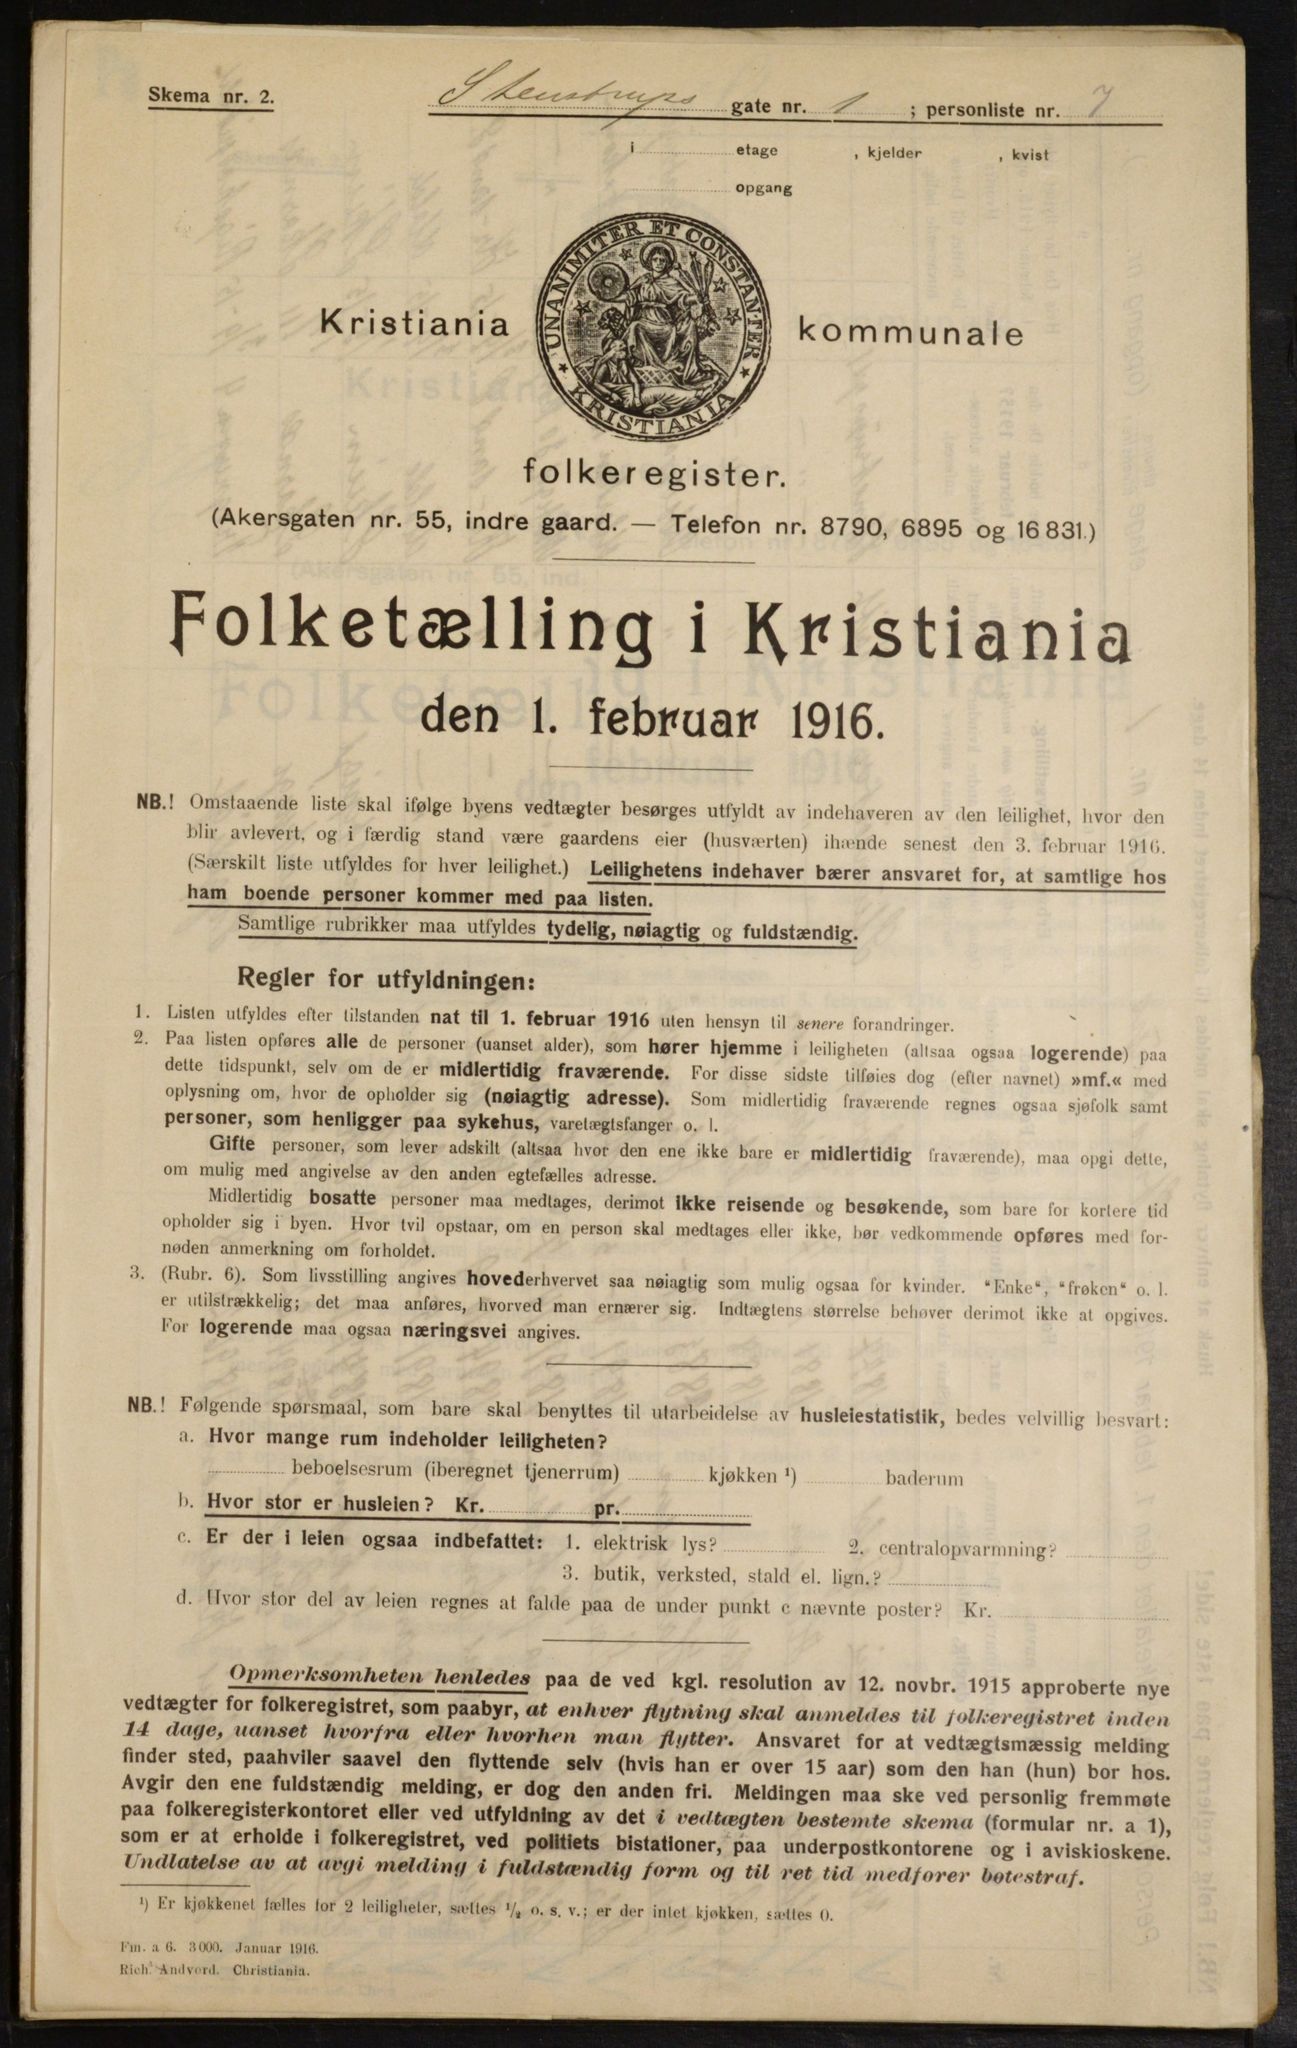 Skema nr. 2.
Stenstrups gate nr. 1 ; personliste nr. 7
i etage , kjelder , kvist
opgang
UNANIMITER ET CONSTANTER
KRISTIANIA
Kristiania kommunale
folkeregister.
(Akersgaten nr. 55, indre gaard. — Telefon nr. 8790, 6895 og 16831.)
Folketælling i Kristiania
den 1. februar 1916.
NB.! Omstaaende liste skal ifølge byens vedtægter besørges utfyldt av indehaveren av den leilighet, hvor den
blir avlevert, og i færdig stand være gaardens eier (husværten) ihænde senest den 3. februar 1916.
(Særskilt liste utfyldes for hver leilighet.) Leilighetens indehaver bærer ansvaret for, at samtlige hos
ham boende personer kommer med paa listen.
Samtlige rubrikker maa utfyldes tydelig, nøiagtig og fuldstændig.
Regler for utfyldningen:
1. Listen utfyldes efter tilstanden nat til 1. februar 1916 uten hensyn til senere forandringer.
2. Paa listen opføres alle de personer (uanset alder), som hører hjemme i leiligheten (altsaa ogsaa logerende) paa
dette tidspunkt, selv om de er midlertidig fraværende. For disse sidste tilføies dog (efter navnet) »mf.« med
oplysning om, hvor de opholder sig (nøiagtig adresse). Som midlertidig fraværende regnes ogsaa sjøfolk samt
personer, som henligger paa sykehus, varetægtsfanger o. l.
Gifte personer, som lever adskilt (altsaa hvor den ene ikke bare er midlertidig fraværende), maa opgi dette,
om mulig med angivelse av den anden egtefælles adresse.
Midlertidig bosatte personer maa medtages, derimot ikke reisende og besøkende, som bare for kortere tid
opholder sig i byen. Hvor tvil opstaar, om en person skal medtages eller ikke, bør vedkommende opføres med for-
nøden anmerkning om forholdet.
3. (Rubr. 6). Som livsstilling angives hovederhvervet saa nøiagtig som mulig ogsaa for kvinder. "Enke", "frøken" o. l.
er utilstrækkelig; det maa anføres, hvorved man ernærer sig. Indtægtens størrelse behøver derimot ikke at opgives.
For logerende maa ogsaa næringsvei angives.
NB.! Følgende spørsmaal, som bare skal benyttes til utarbeidelse av husleiestatistik, bedes velvillig besvart:
a. Hvor mange rum indeholder leiligheten?
beboelsesrum (iberegnet tjenerrum) kjøkken ¹) baderum
b. Hvor stor er husleien? Kr. pr.
c. Er der i leien ogsaa indbefattet: 1. elektrisk lys? 2. centralopvarmning?
3. butik, verksted, stald el. lign.?
d. Hvor stor del av leien regnes at falde paa de under punkt c nævnte poster? Kr.
Opmerksomheten henledes paa de ved kgl. resolution av 12. novbr. 1915 approberte nye
vedtægter for folkeregistret, som paabyr, at enhver flytning skal anmeldes til folkeregistret inden
14 dage, uanset hvorfra eller hvorhen man flytter. Ansvaret for at vedtægtsmæssig melding
finder sted, paahviler saavel den flyttende selv (hvis han er over 15 aar) som den han (hun) bor hos.
Avgir den ene fuldstændig melding, er dog den anden fri. Meldingen maa ske ved personlig fremmøte
paa folkeregisterkontoret eller ved utfyldning av det i vedtægten bestemte skema (formular nr. a 1),
som er at erholde i folkeregistret, ved politiets bistationer, paa underpostkontorene og i aviskioskene.
Undlatelse av at avgi melding i fuldstændig form og til ret tid medfører bøtestraf.
¹) Er kjøkkenet fælles for 2 leiligheter, sættes ½ o. s. v.; er der intet kjøkken, sættes 0.
Fm. a 6. 3000. Januar 1916.
Rich. Andvord. Christiania.